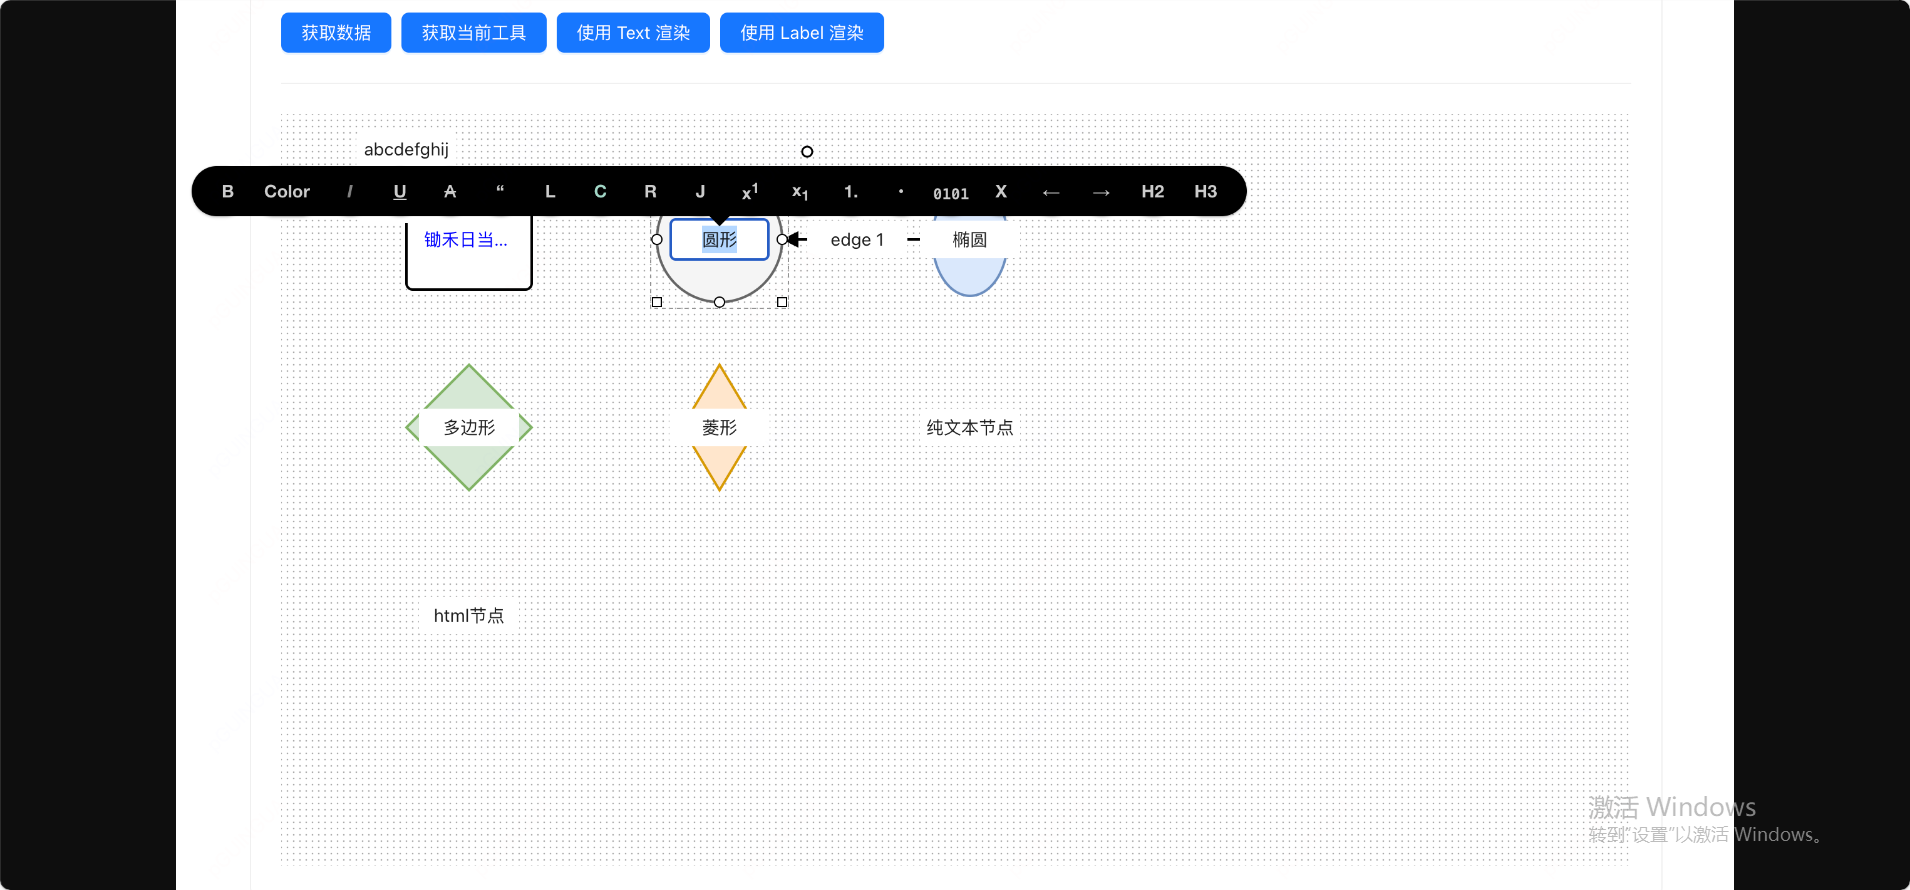 获取数据 获取当前工具 使用 Text 渲染 使用 Label 渲染
abcdefghij
B Color I U A “ L C R J x1 x1 1. · 0101 X ← → H2 H3
锄禾日当... 圆形 edge 1 椭圆
多边形 菱形 纯文本节点
html节点
激活 Windows
转到"设置"以激活 Windows。